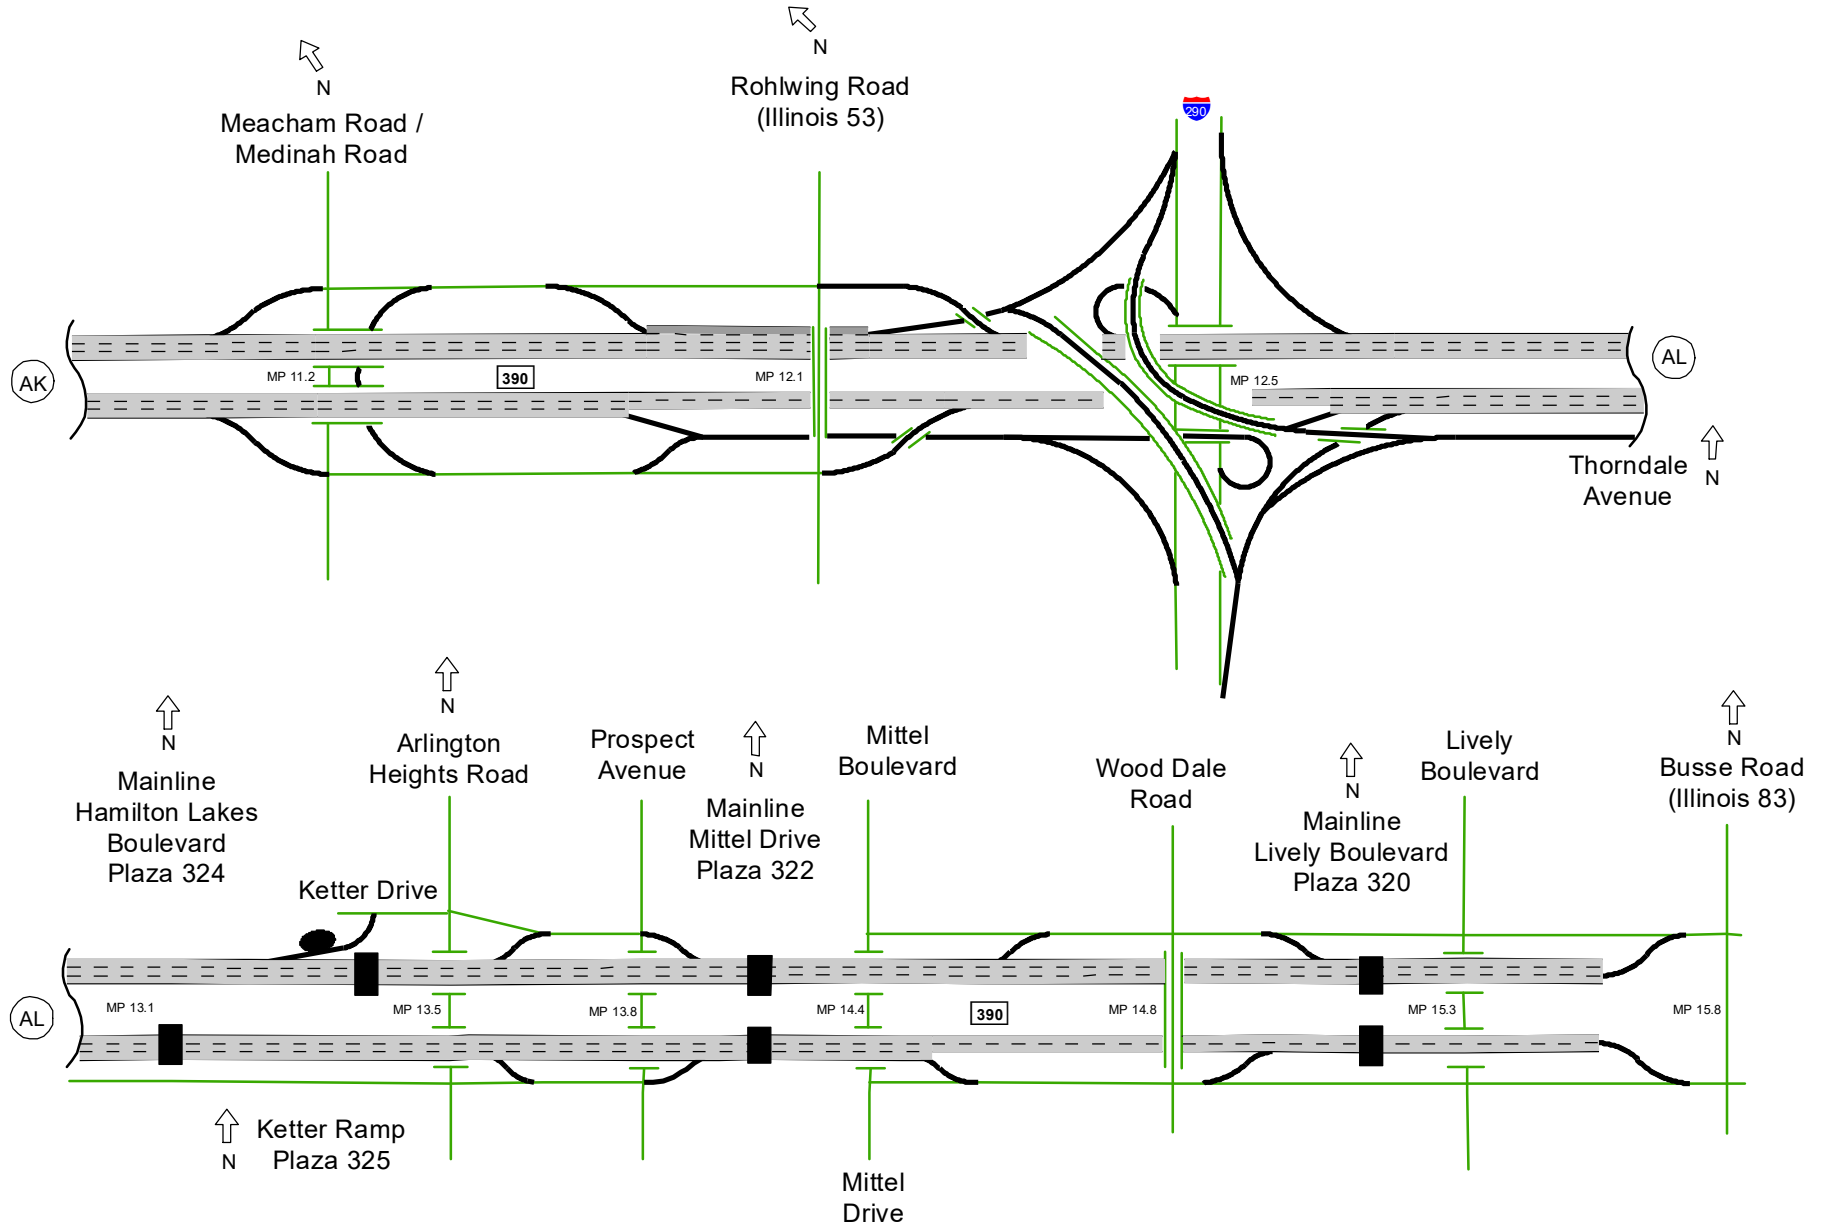 N
Meacham Road /
Medinah Road
N
Rohlwing Road
(Illinois 53)
290
AK
MP 11.2
390
MP 12.1
MP 12.5
AL
Thorndale
Avenue
N
N
Mainline
Hamilton Lakes
Boulevard
Plaza 324
Ketter Drive
N
Arlington
Heights Road
Prospect
Avenue
N
Mainline
Mittel Drive
Plaza 322
Mittel
Boulevard
Wood Dale
Road
N
Mainline
Lively Boulevard
Plaza 320
Lively
Boulevard
N
Busse Road
(Illinois 83)
AL
MP 13.1
MP 13.5
MP 13.8
MP 14.4
390
MP 14.8
MP 15.3
MP 15.8
N
Ketter Ramp
Plaza 325
Mittel
Drive